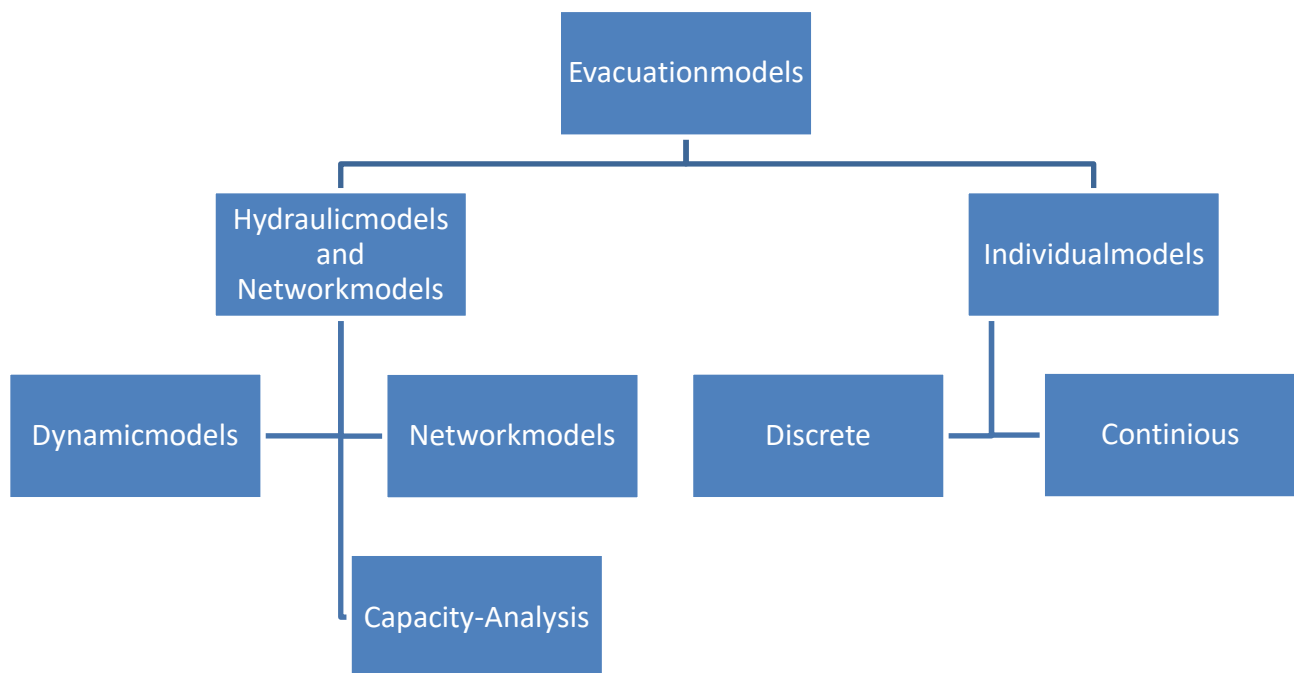 Evacuationmodels
Hydraulicmodels
and
Networkmodels
Individualmodels
Dynamicmodels
Networkmodels
Discrete
Continious
Capacity-Analysis